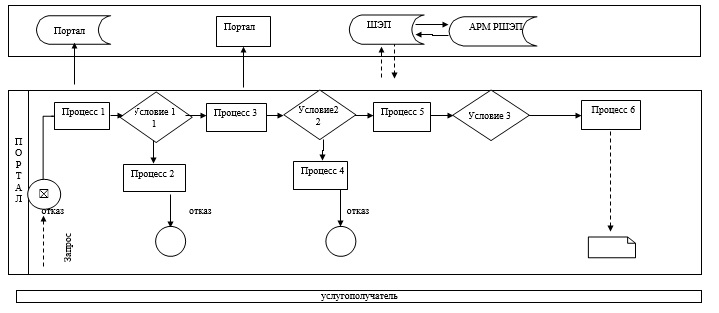 Портал
Портал
ШЭП
АРМ РШЭП
ПОРТАЛ
Процесс 1
Условие 1
1
Процесс 3
Условие2
2
Процесс 5
Условие 3
Процесс 6
Процесс 2
Процесс 4
отказ
отказ
отказ
Запрос
услугополучатель